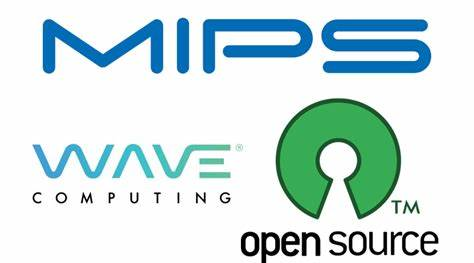 MIPS
WAVE®
COMPUTING
TM
open source